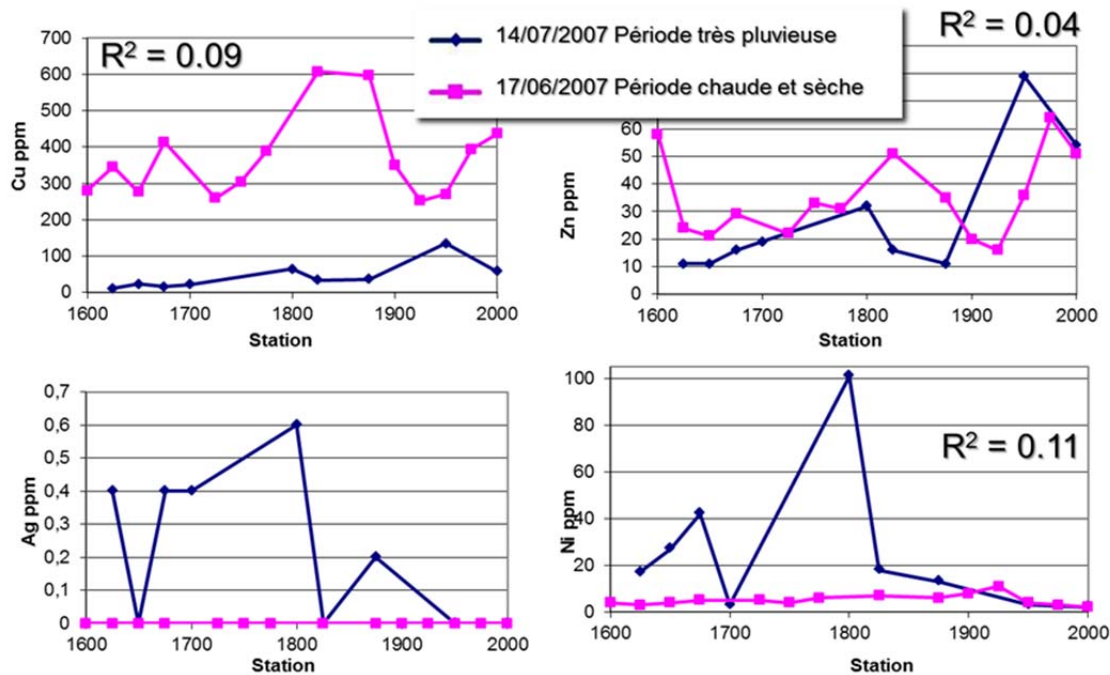 14/07/2007 Période très pluvieuse
17/06/2007 Période chaude et sèche
R2 = 0.09
Cu ppm
700
600
500
400
300
200
100
0
1600 1700 1800 1900 2000
Station
R2 = 0.04
Zn ppm
60
50
40
30
20
10
0
1600 1700 1800 1900 2000
Station
Ag ppm
0,7
0,6
0,5
0,4
0,3
0,2
0,1
0
1600 1700 1800 1900 2000
Station
R2 = 0.11
Ni ppm
100
80
60
40
20
0
1600 1700 1800 1900 2000
Station